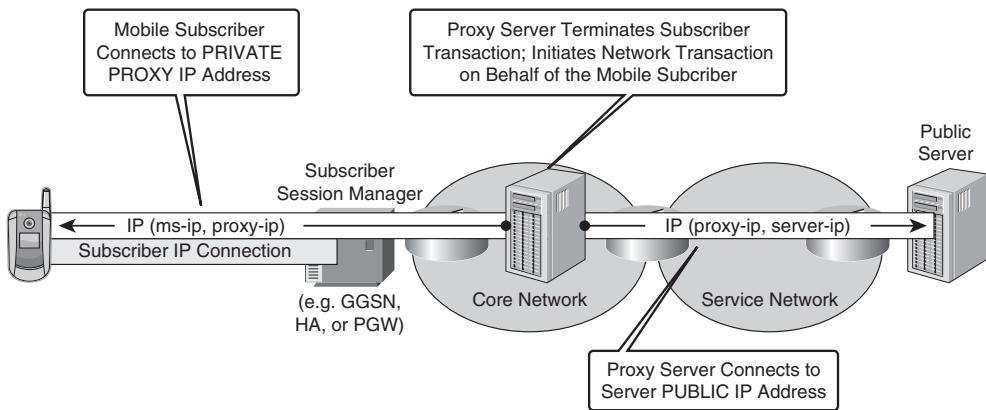 Mobile Subscriber
Connects to PRIVATE
PROXY IP Address
Proxy Server Terminates Subscriber
Transaction; Initiates Network Transaction
on Behalf of the Mobile Subcriber
Public
Server
Subscriber
Session Manager
IP (ms-ip, proxy-ip)
IP (proxy-ip, server-ip)
Subscriber IP Connection
(e.g. GGSN,
HA, or PGW)
Core Network
Service Network
Proxy Server Connects to
Server PUBLIC IP Address